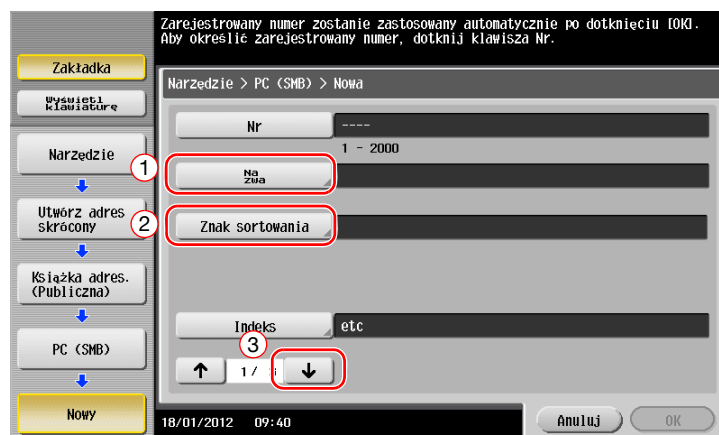 Zarejestrowany numer zostanie zastosowany automatycznie po dotknięciu [OK].
Aby określić zarejestrowany numer, dotknij klawisza Nr.
Zakładka
Wyświetl
klawiaturę
Narzędzie
Utwórz adres
skrócony
Książka adres.
(Publiczna)
PC (SMB)
Nowy
Narzędzie > PC (SMB) > Nowa
Nr
----
1 - 2000
1
Na
zwa
2
Znak sortowania
Indeks
etc
3
↑
1/
↓
18/01/2012 09:40
Anuluj
OK